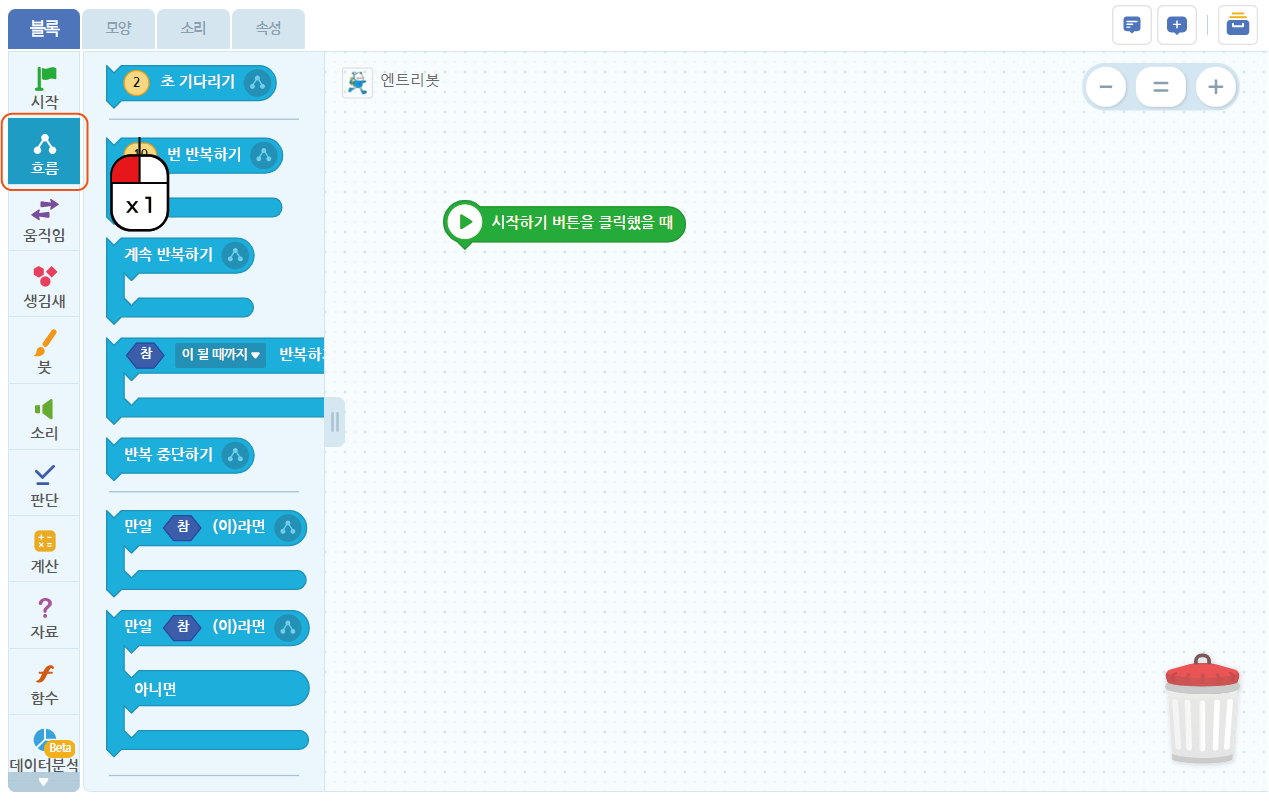 블록 모양 소리 속성
시작
흐름
움직임
생김새
붓
소리
판단
계산
자료
함수
Beta
데이터분석
2 초 기다리기
10 번 반복하기
x 1
계속 반복하기
참 이 될 때까지 반복하기
반복 중단하기
만일 참 (이)라면
만일 참 (이)라면
아니면
엔트리봇
시작하기 버튼을 클릭했을 때